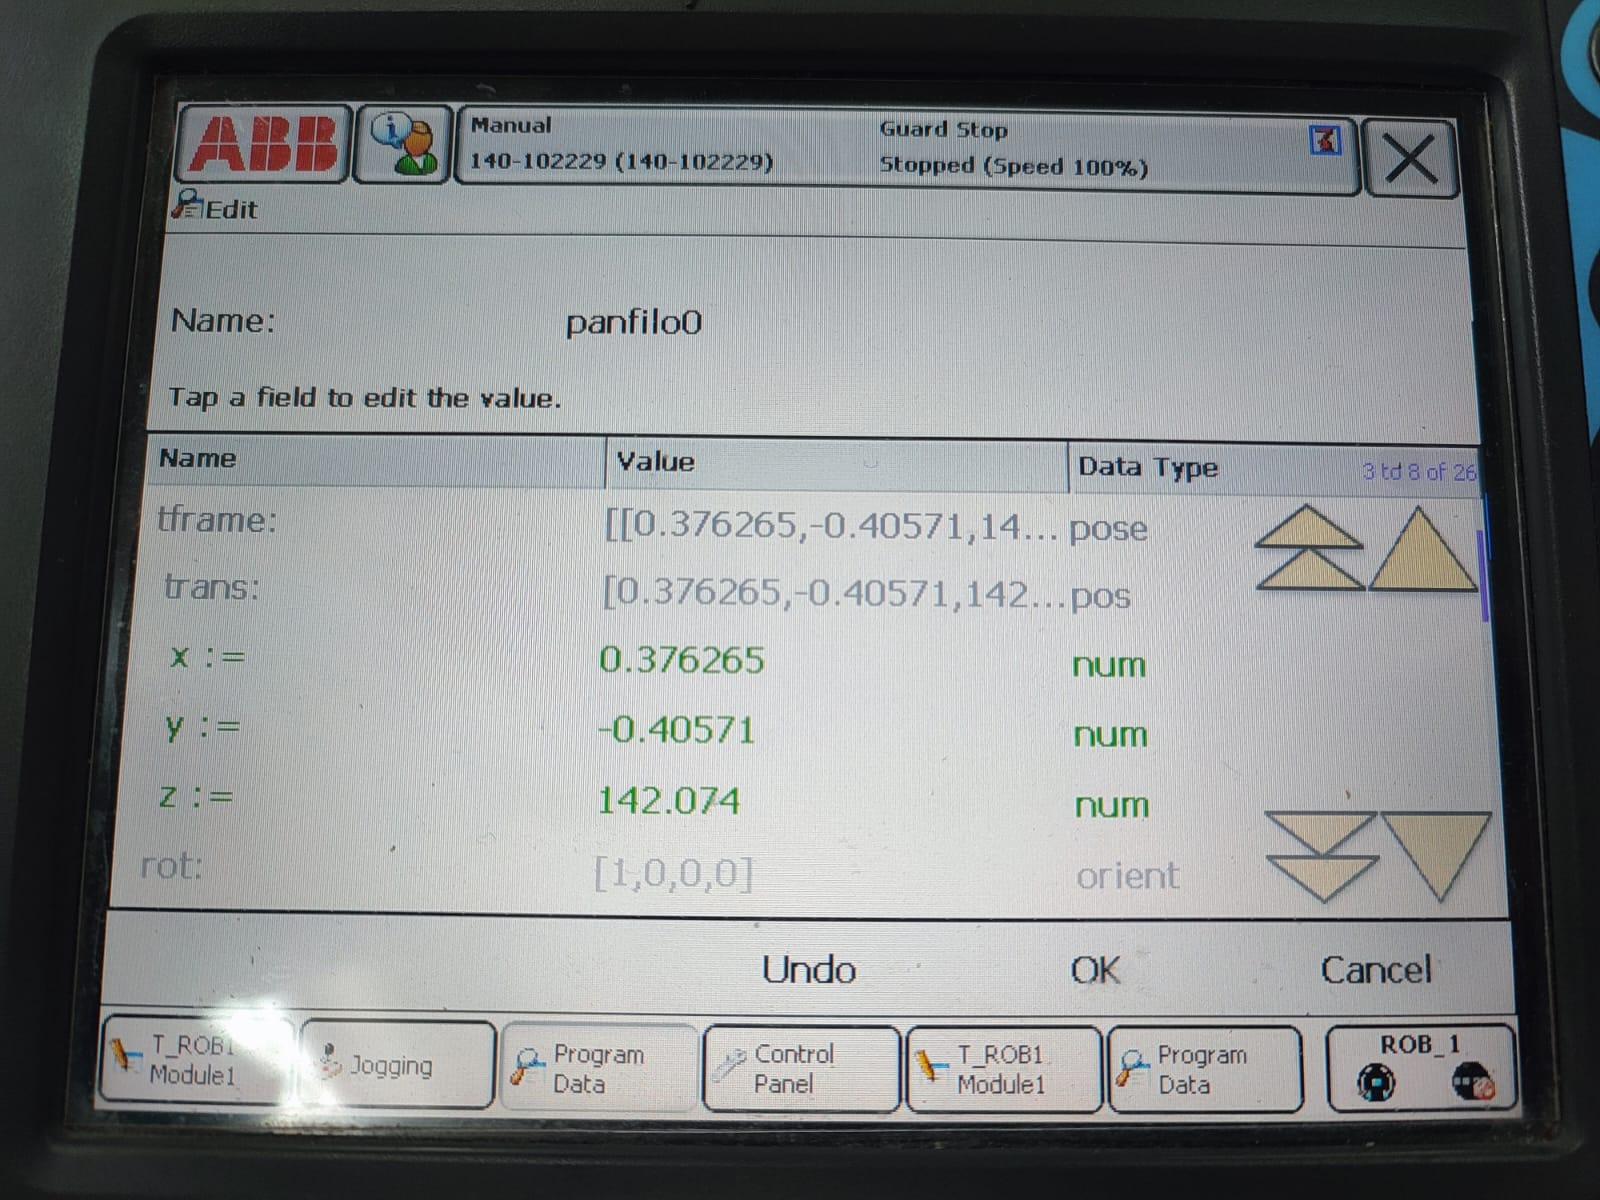 ABB
Manual
140-102229 (140-102229)
Guard Stop
Stopped (Speed 100%)
Edit
Name:
panfilo0
Tap a field to edit the value.
Name Value Data Type 3 to 8 of 26
tframe: [[0.376265,-0.40571,14... pose
trans: [0.376265,-0.40571,142... pos
x := 0.376265 num
y := -0.40571 num
z := 142.074 num
rot: [1,0,0,0] orient
Undo OK Cancel
T_ROB1
Module1
Jogging
Program
Data
Control
Panel
T_ROB1
Module1
Program
Data
ROB_1